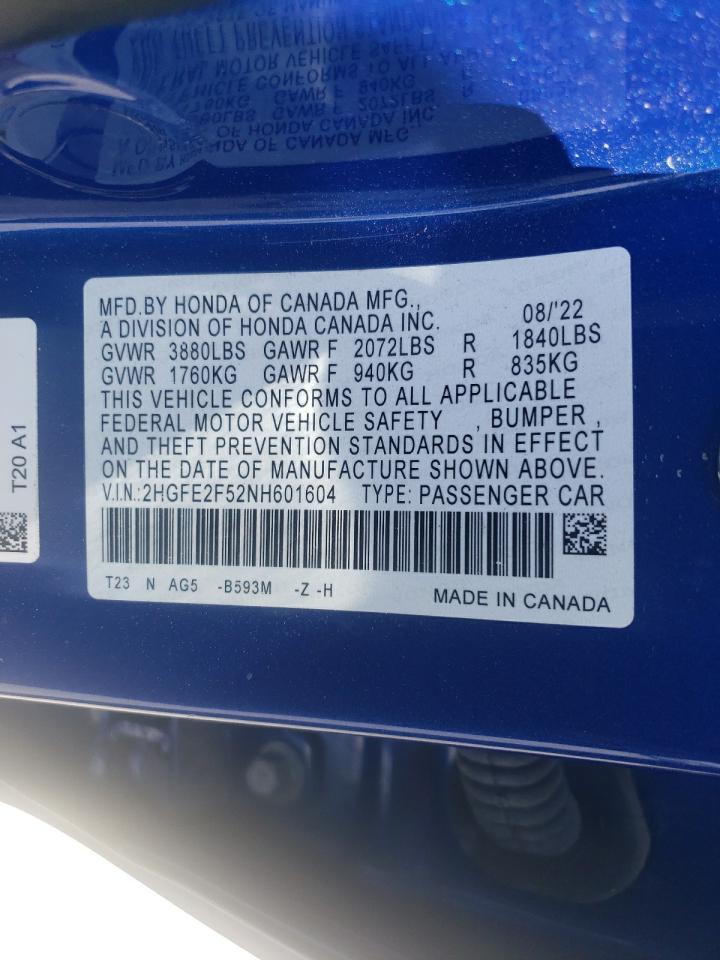 MFD.BY HONDA OF CANADA MFG.,
A DIVISION OF HONDA CANADA INC. 08/'22
GVWR 3880LBS GAWR F 2072LBS R 1840LBS
GVWR 1760KG GAWR F 940KG R 835KG
THIS VEHICLE CONFORMS TO ALL APPLICABLE
FEDERAL MOTOR VEHICLE SAFETY , BUMPER ,
AND THEFT PREVENTION STANDARDS IN EFFECT
ON THE DATE OF MANUFACTURE SHOWN ABOVE.
V.I.N.:2HGFE2F52NH601604 TYPE: PASSENGER CAR
T23 N AG5 -B593M -Z -H
MADE IN CANADA
T20 A1